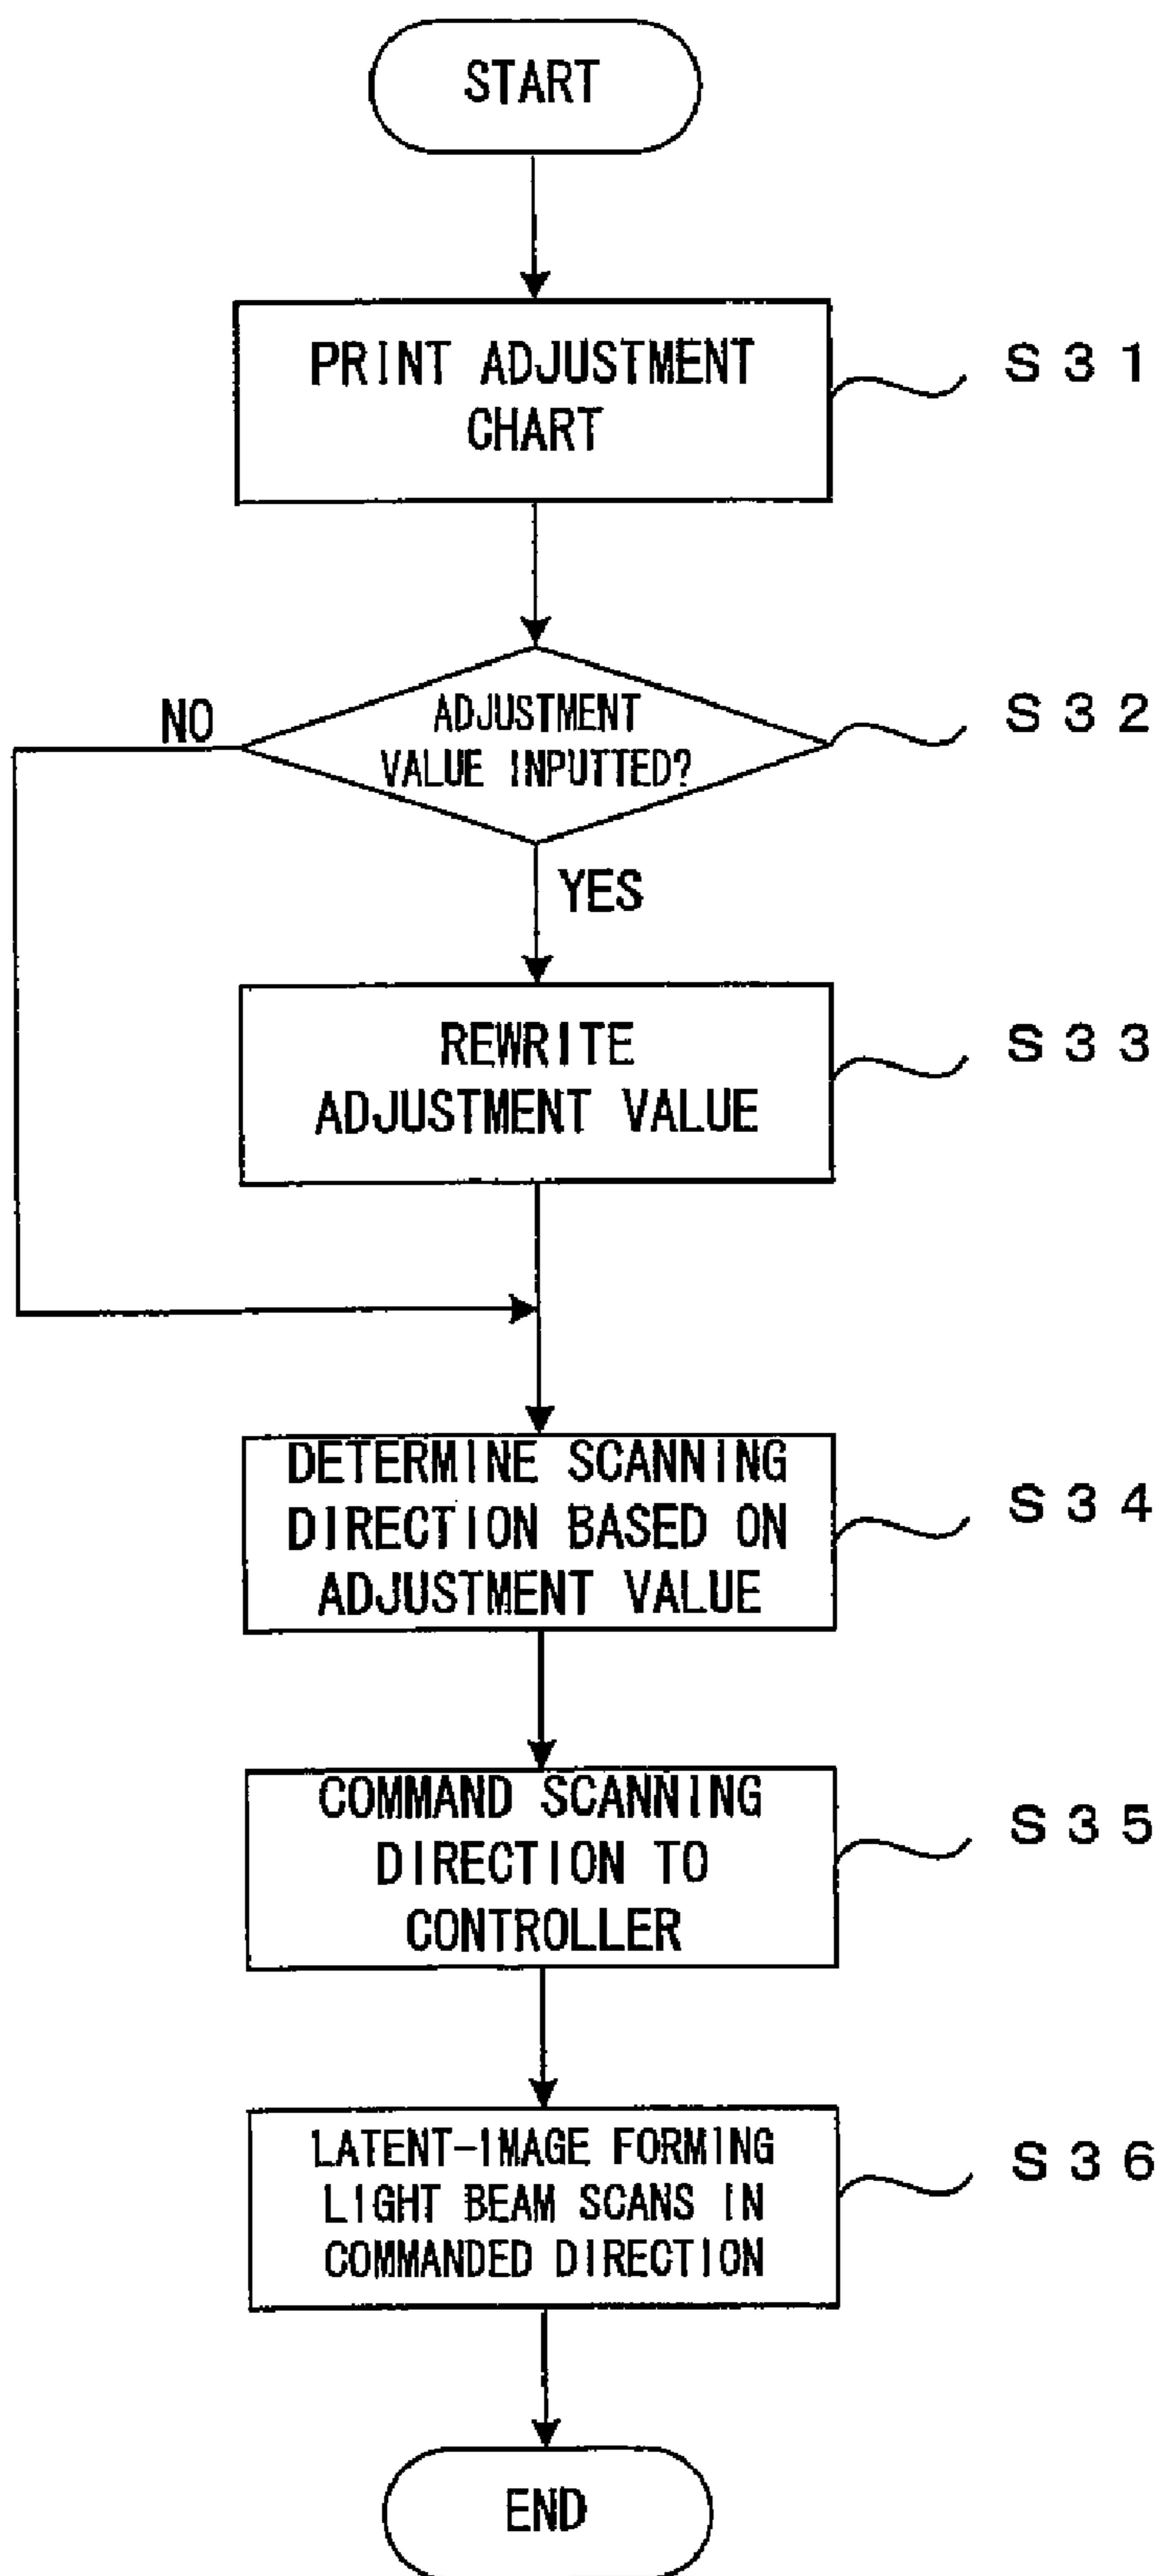 START
PRINT ADJUSTMENT
CHART
S31
ADJUSTMENT
VALUE INPUTTED?
S32
NO
YES
REWRITE
ADJUSTMENT VALUE
S33
DETERMINE SCANNING
DIRECTION BASED ON
ADJUSTMENT VALUE
S34
COMMAND SCANNING
DIRECTION TO
CONTROLLER
S35
LATENT-IMAGE FORMING
LIGHT BEAM SCANS IN
COMMANDED DIRECTION
S36
END